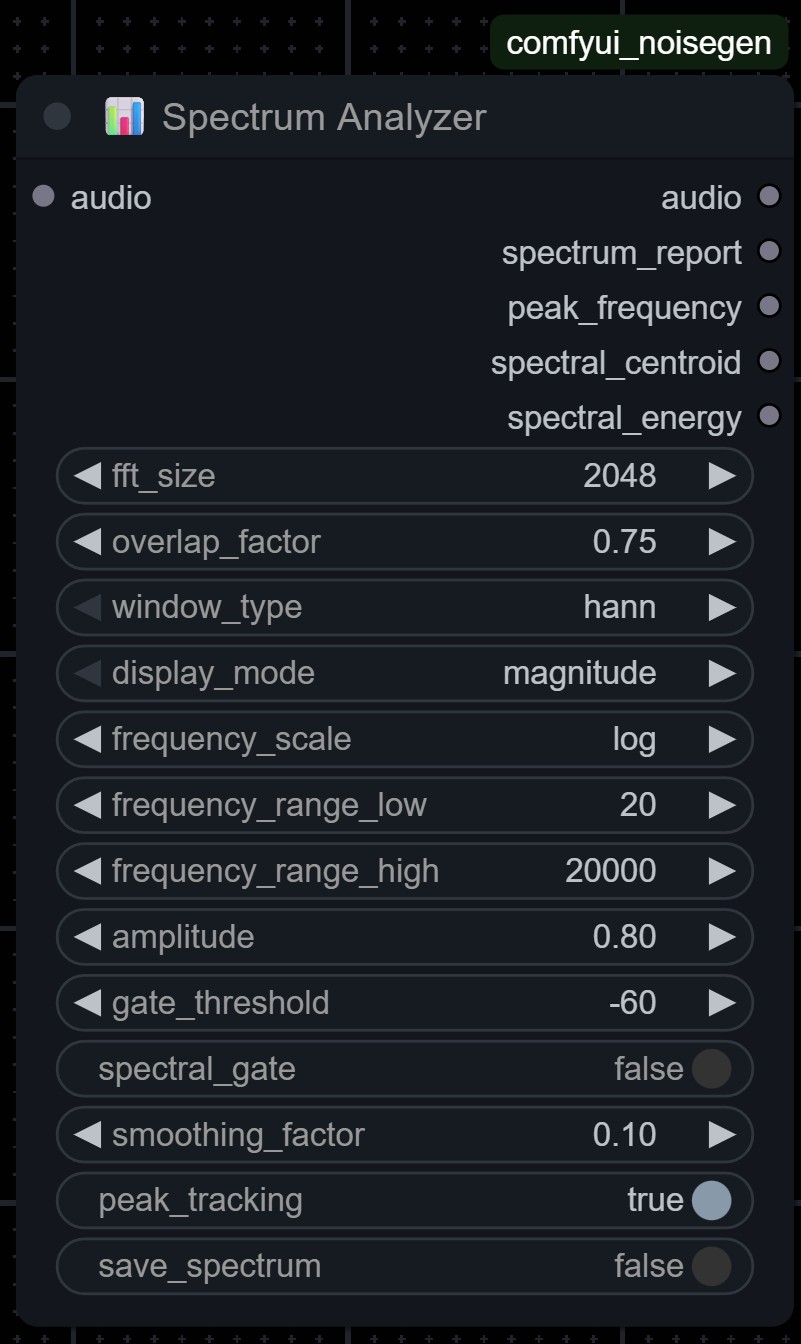 comfyui_noisegen
Spectrum Analyzer
audio audio
spectrum_report
peak_frequency
spectral_centroid
spectral_energy
fft_size 2048
overlap_factor 0.75
window_type hann
display_mode magnitude
frequency_scale log
frequency_range_low 20
frequency_range_high 20000
amplitude 0.80
gate_threshold -60
spectral_gate false
smoothing_factor 0.10
peak_tracking true
save_spectrum false